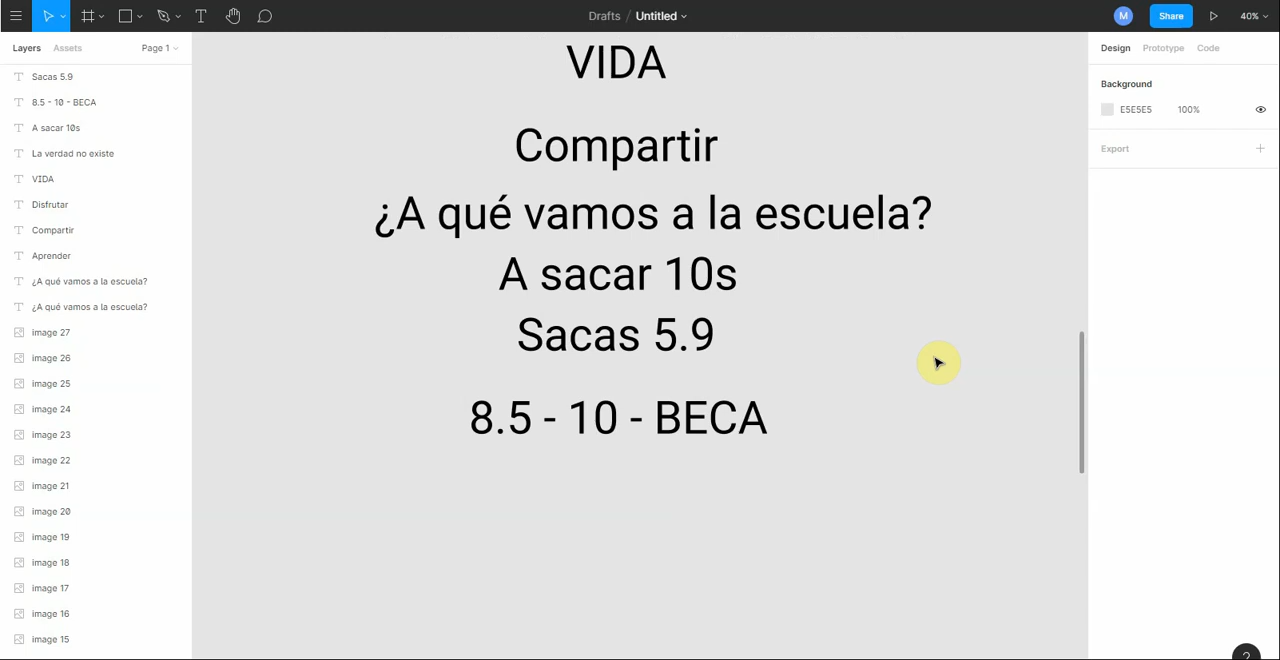 Drafts / Untitled
M
Share
40%
Layers
Assets
Page 1
Sacas 5.9
8.5 - 10 - BECA
A sacar 10s
La verdad no existe
VIDA
Disfrutar
Compartir
Aprender
¿A qué vamos a la escuela?
¿A qué vamos a la escuela?
image 27
image 26
image 25
image 24
image 23
image 22
image 21
image 20
image 19
image 18
image 17
image 16
image 15
VIDA
Compartir
¿A qué vamos a la escuela?
A sacar 10s
Sacas 5.9
8.5 - 10 - BECA
Design
Prototype
Code
Background
E5E5E5
100%
Export
?